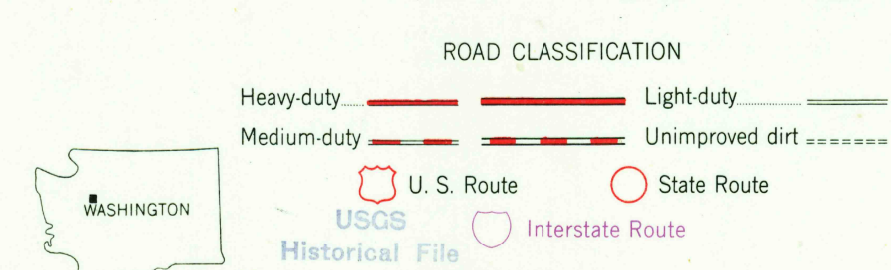 ROAD CLASSIFICATION
Heavy-duty
Light-duty
Medium-duty
Unimproved dirt
U. S. Route
State Route
Interstate Route
WASHINGTON
USGS
Historical File